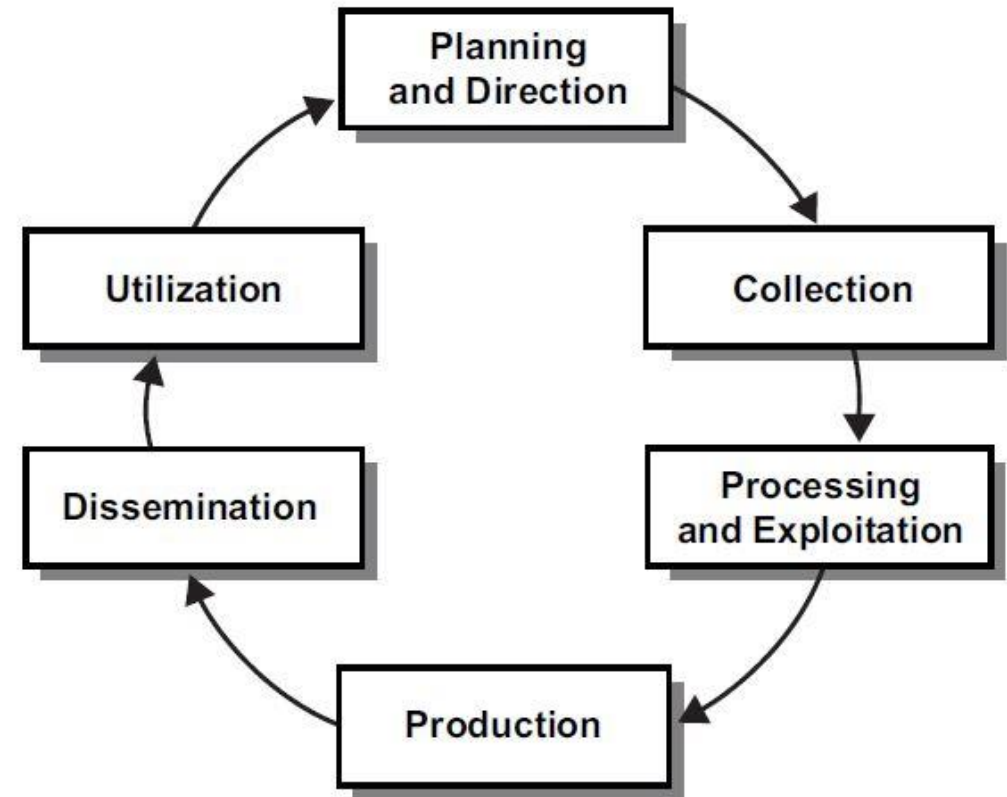 Planning
and Direction
Utilization
Collection
Dissemination
Processing
and Exploitation
Production